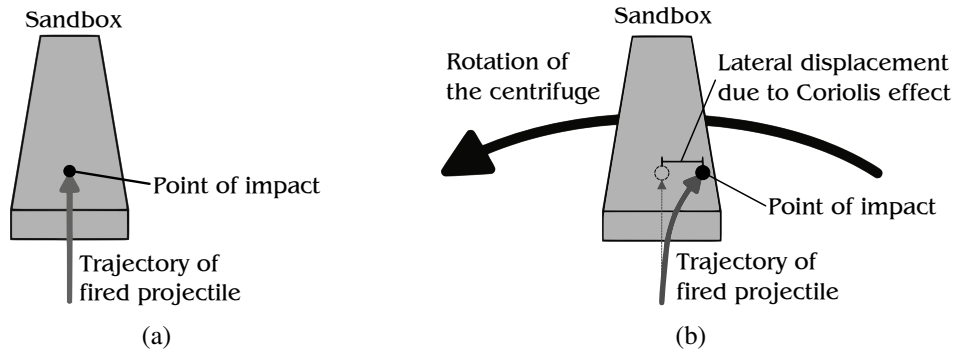 Sandbox
Point of impact
Trajectory of
fired projectile
(a)
Sandbox
Rotation of
the centrifuge
Lateral displacement
due to Coriolis effect
Point of impact
Trajectory of
fired projectile
(b)